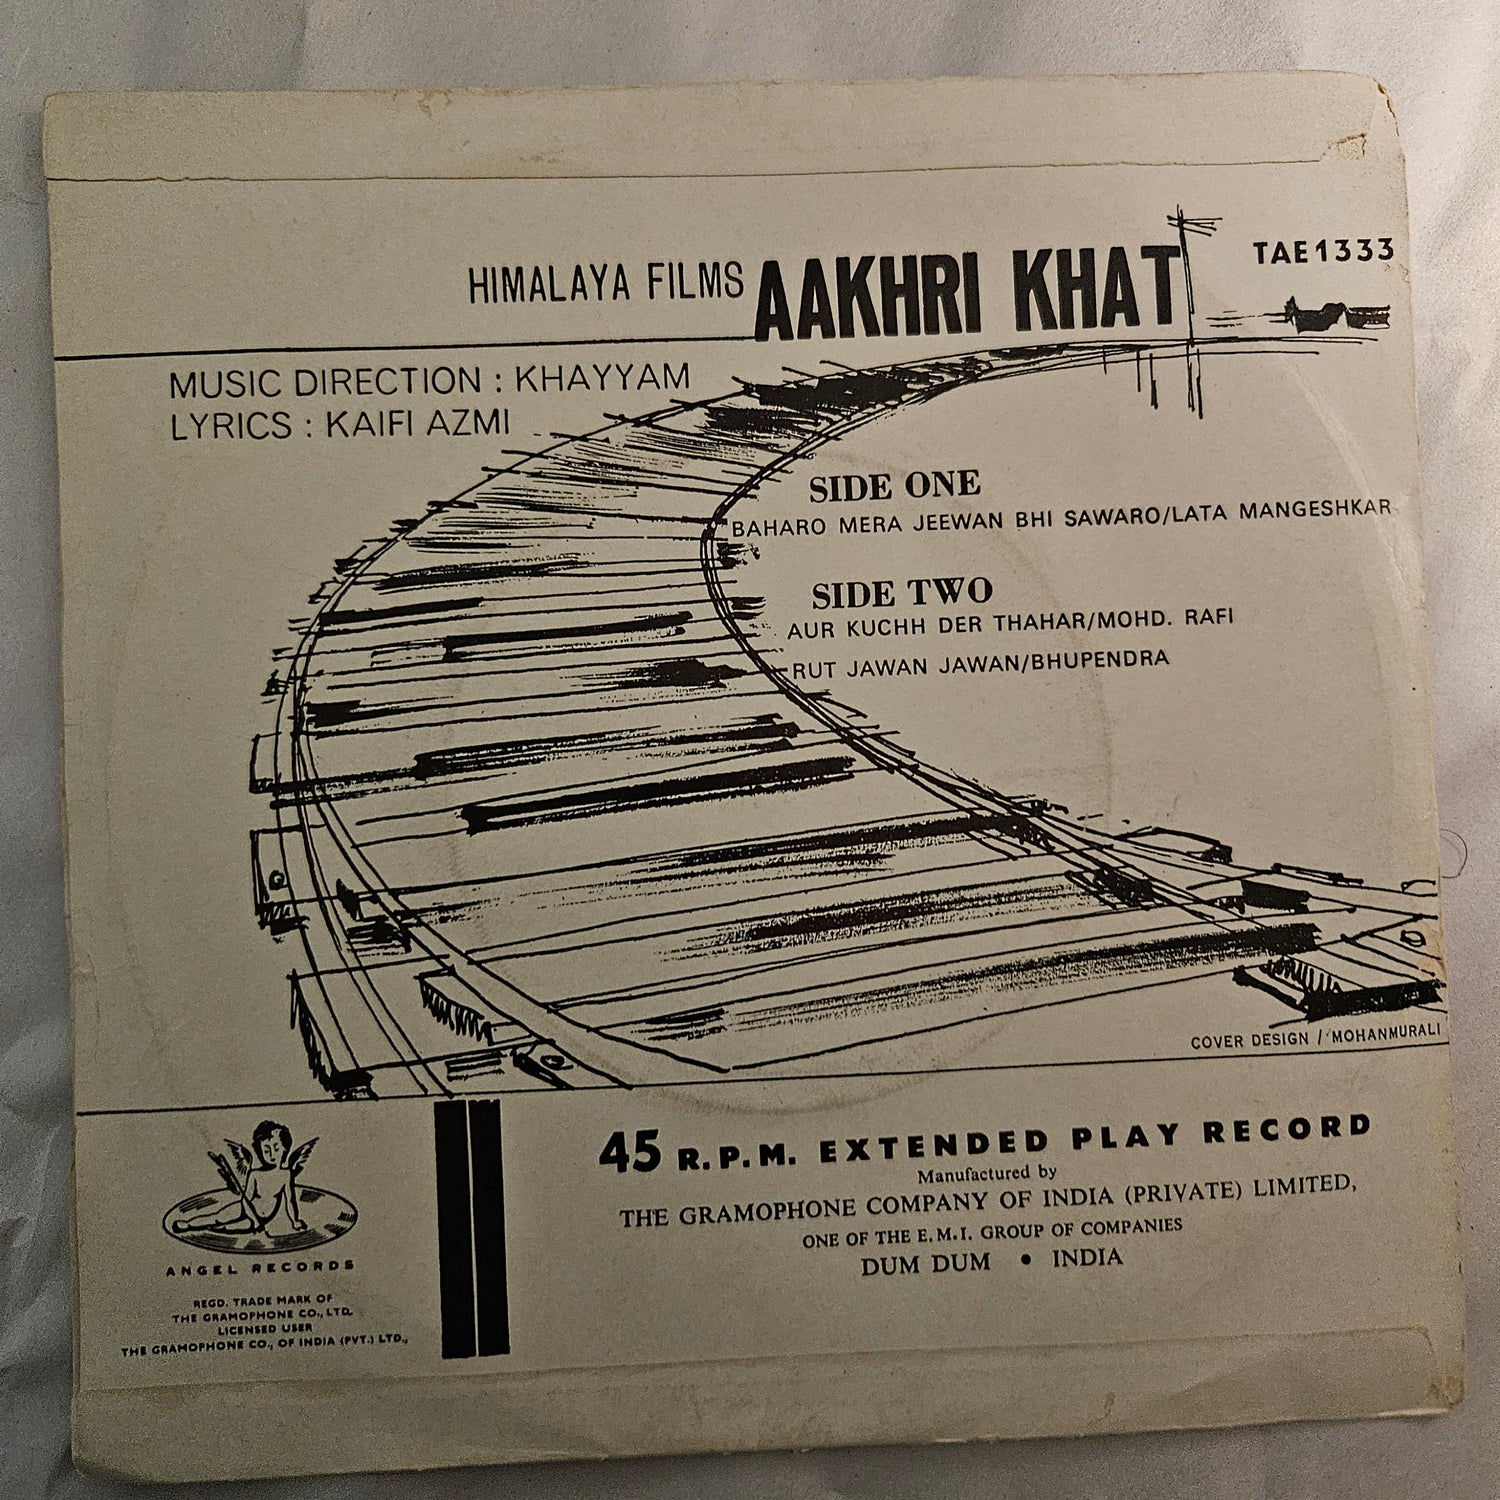 HIMALAYA FILMS AAKHRI KHAT
TAE 1333
MUSIC DIRECTION : KHAYYAM
LYRICS : KAIFI AZMI
SIDE ONE
BAHARO MERA JEEWAN BHI SAWARO/LATA MANGESHKAR
SIDE TWO
AUR KUCHH DER THAHAR/MOHD. RAFI
RUT JAWAN JAWAN/BHUPENDRA
COVER DESIGN / MOHANMURALI
45 R.P.M. EXTENDED PLAY RECORD
Manufactured by
THE GRAMOPHONE COMPANY OF INDIA (PRIVATE) LIMITED,
ONE OF THE E.M.I. GROUP OF COMPANIES
DUM DUM • INDIA
ANGEL RECORDS
REGD. TRADE MARK OF
THE GRAMOPHONE CO., LTD.
LICENSED USER
THE GRAMOPHONE CO., OF INDIA (PVT.) LTD.,